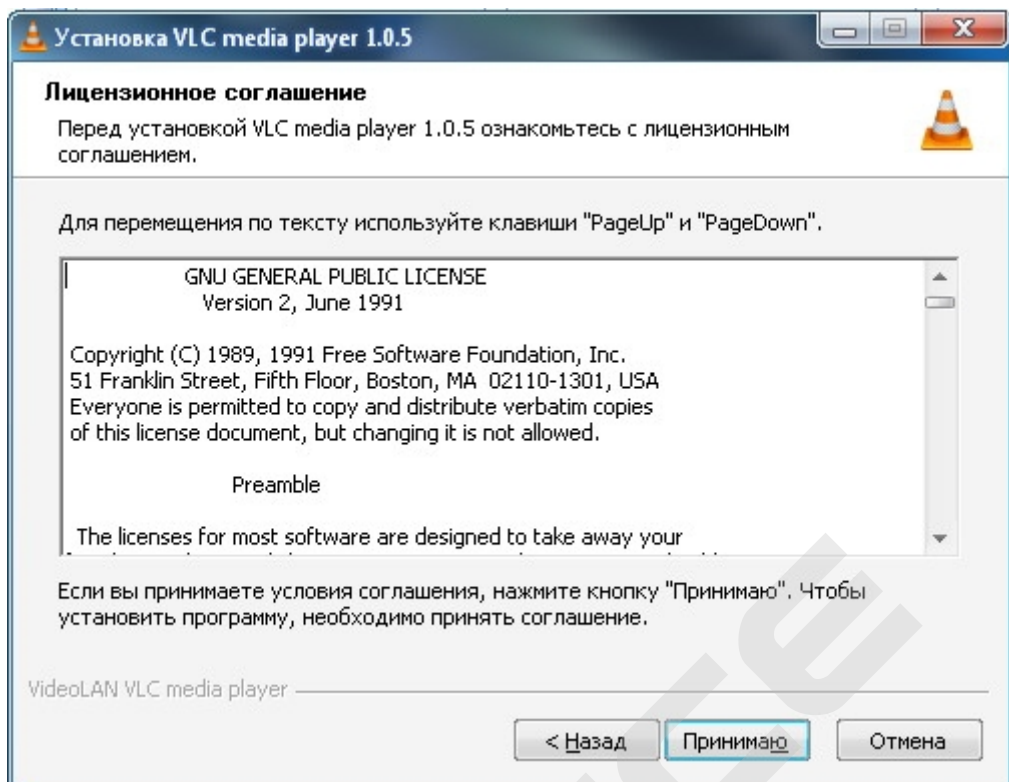 Установка VLC media player 1.0.5
Лицензионное соглашение
Перед установкой VLC media player 1.0.5 ознакомьтесь с лицензионным
соглашением.
Для перемещения по тексту используйте клавиши "PageUp" и "PageDown".
GNU GENERAL PUBLIC LICENSE
Version 2, June 1991
Copyright (C) 1989, 1991 Free Software Foundation, Inc.
51 Franklin Street, Fifth Floor, Boston, MA  02110-1301, USA
Everyone is permitted to copy and distribute verbatim copies
of this license document, but changing it is not allowed.
Preamble
The licenses for most software are designed to take away your
Если вы принимаете условия соглашения, нажмите кнопку "Принимаю". Чтобы
установить программу, необходимо принять соглашение.
VideoLAN VLC media player
< Назад Принимаю Отмена